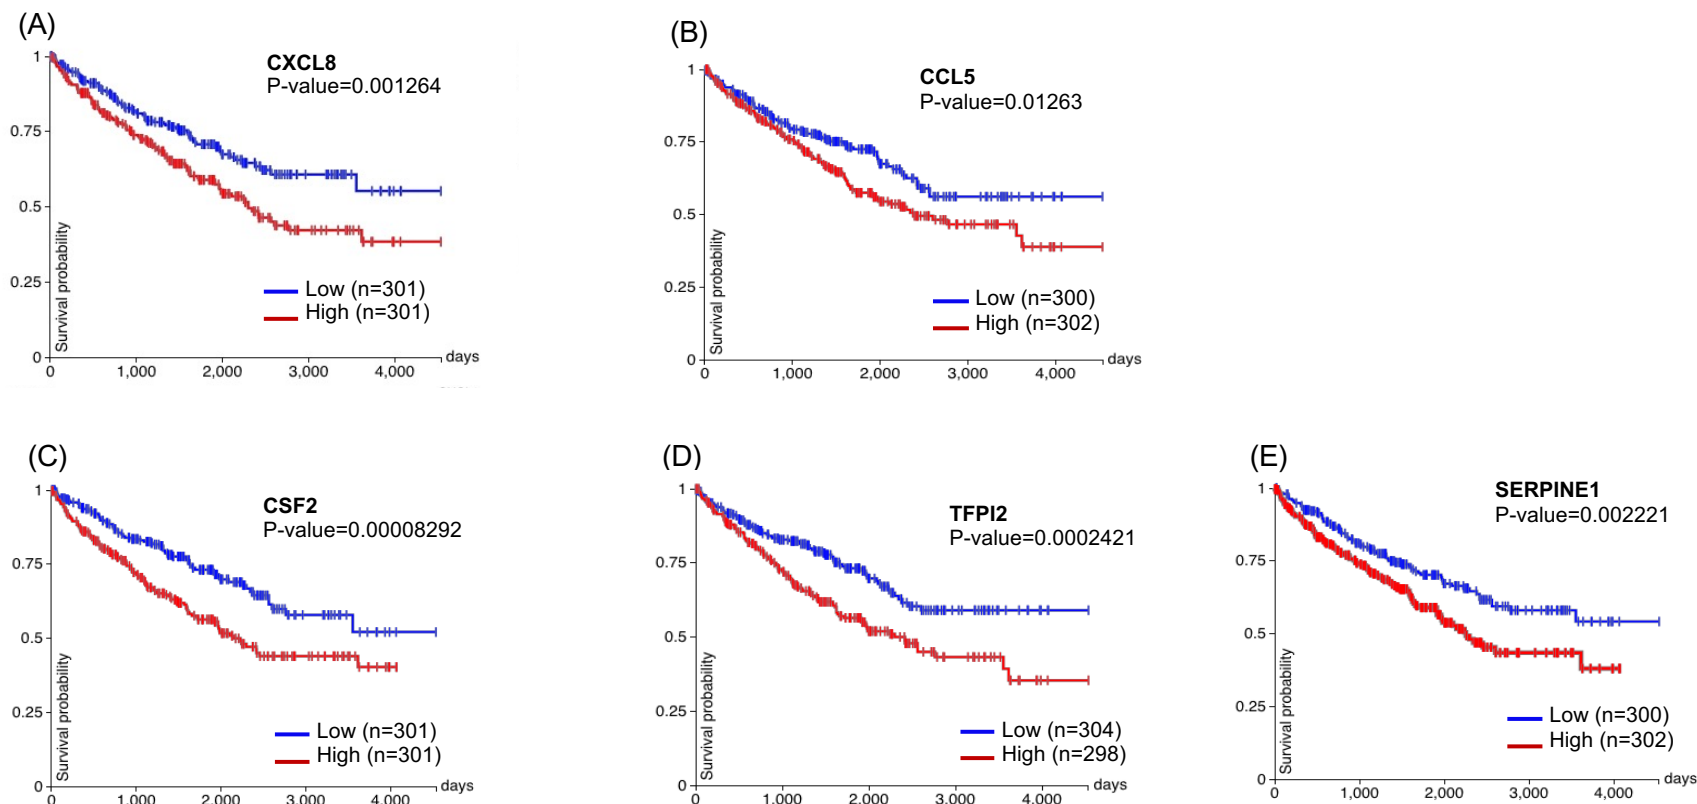 (A)
CXCL8
P-value=0.001264
1
0.75
0.5
0.25
0
Survival probability
Low (n=301)
High (n=301)
0 1,000 2,000 3,000 4,000 days
(B)
CCL5
P-value=0.01263
1
0.75
0.5
0.25
0
Survival probability
Low (n=300)
High (n=302)
0 1,000 2,000 3,000 4,000 days
(C)
CSF2
P-value=0.00008292
1
0.75
0.5
0.25
0
Survival probability
Low (n=301)
High (n=301)
0 1,000 2,000 3,000 4,000 days
(D)
TFPI2
P-value=0.0002421
1
0.75
0.5
0.25
0
Survival probability
Low (n=304)
High (n=298)
0 1,000 2,000 3,000 4,000 days
(E)
SERPINE1
P-value=0.002221
1
0.75
0.5
0.25
0
Survival probability
Low (n=300)
High (n=302)
0 1,000 2,000 3,000 4,000 days